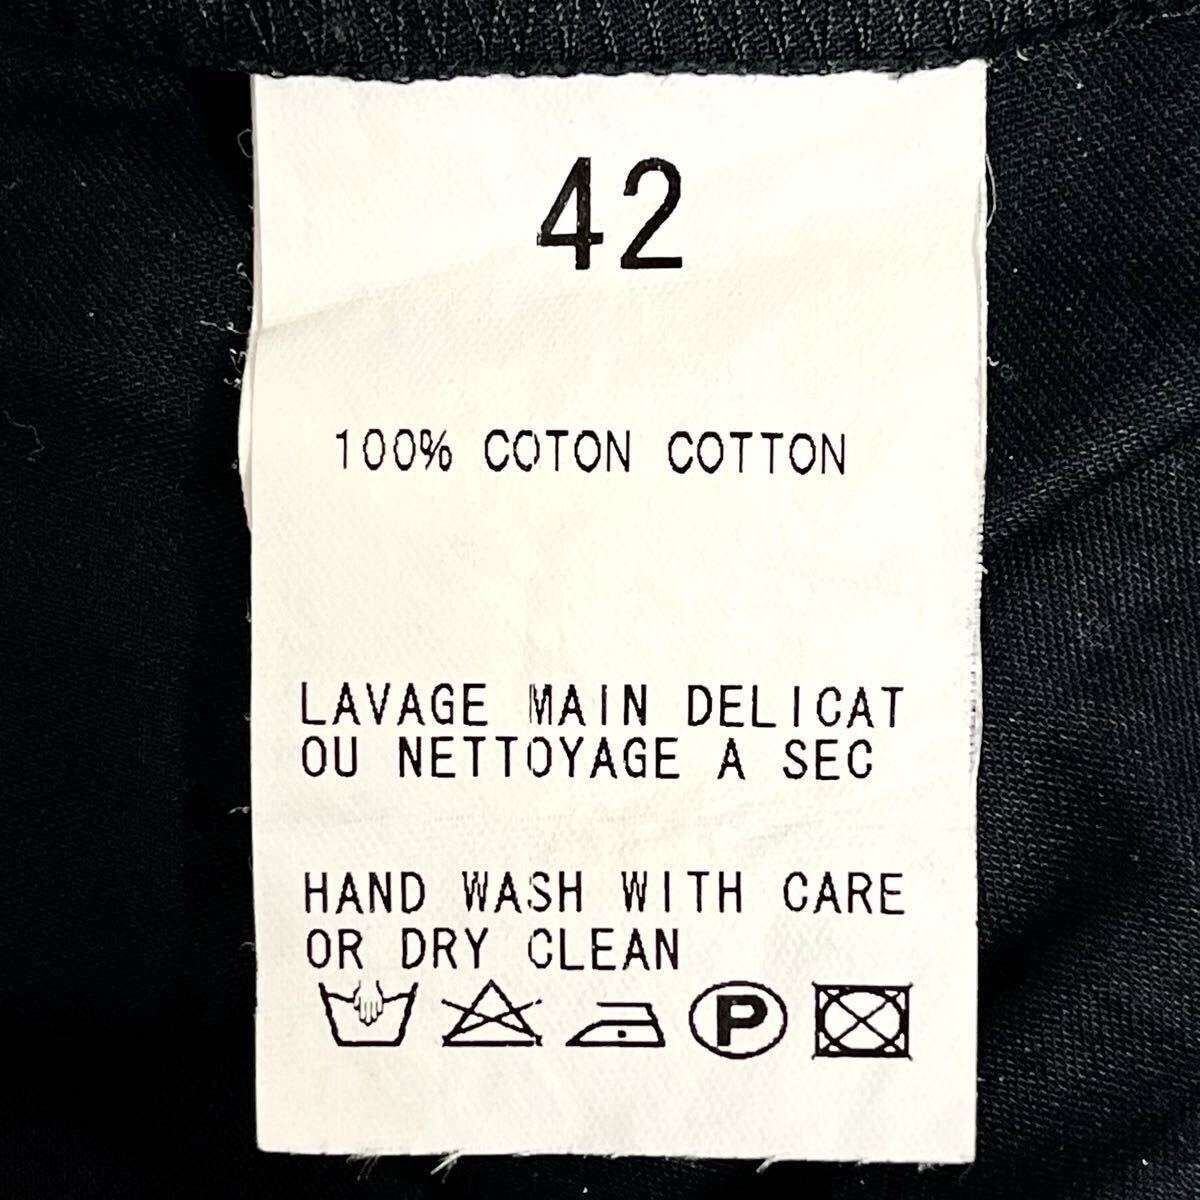 42
100% COTON COTTON
LAVAGE MAIN DELICAT
OU NETTOYAGE A SEC
HAND WASH WITH CARE
OR DRY CLEAN
P